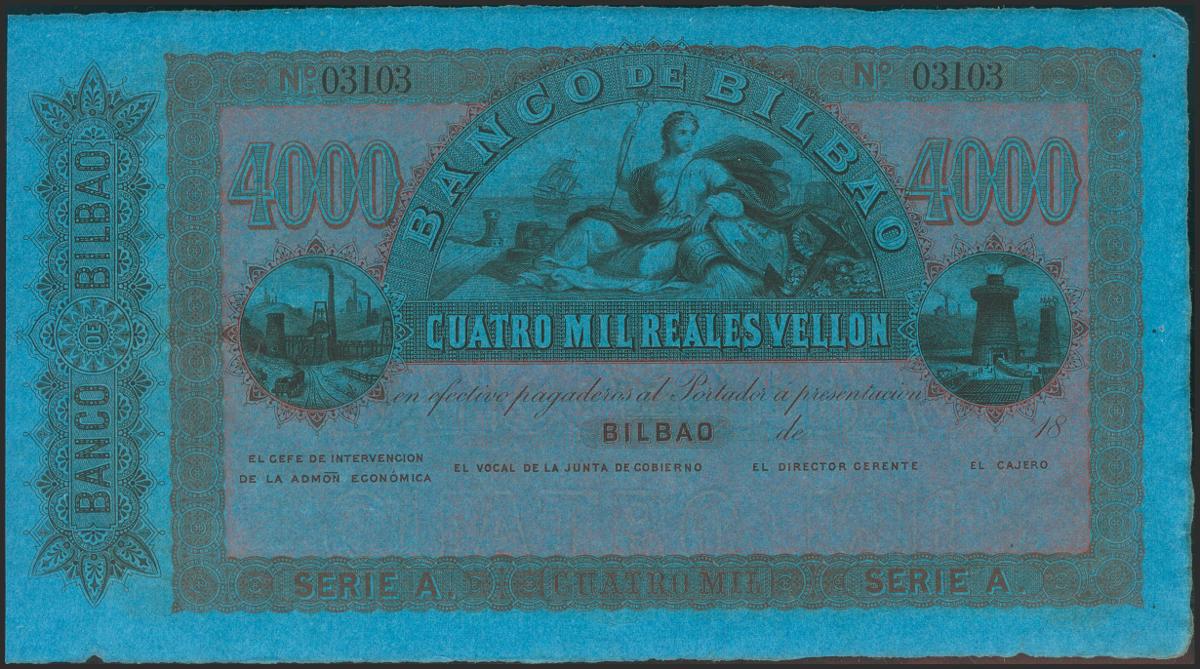 BANCO DE BILBAO
Nº 03103
Nº 03103
BANCO DE BILBAO
4000
4000
CUATRO MIL REALES VELLON
en efectivo pagaderos al Portador á presentacion
BILBAO de 18
EL GEFE DE INTERVENCION
DE LA ADMON ECONÓMICA
EL VOCAL DE LA JUNTA DE GOBIERNO
EL DIRECTOR GERENTE
EL CAJERO
SERIE A.
CUATRO MIL
SERIE A.